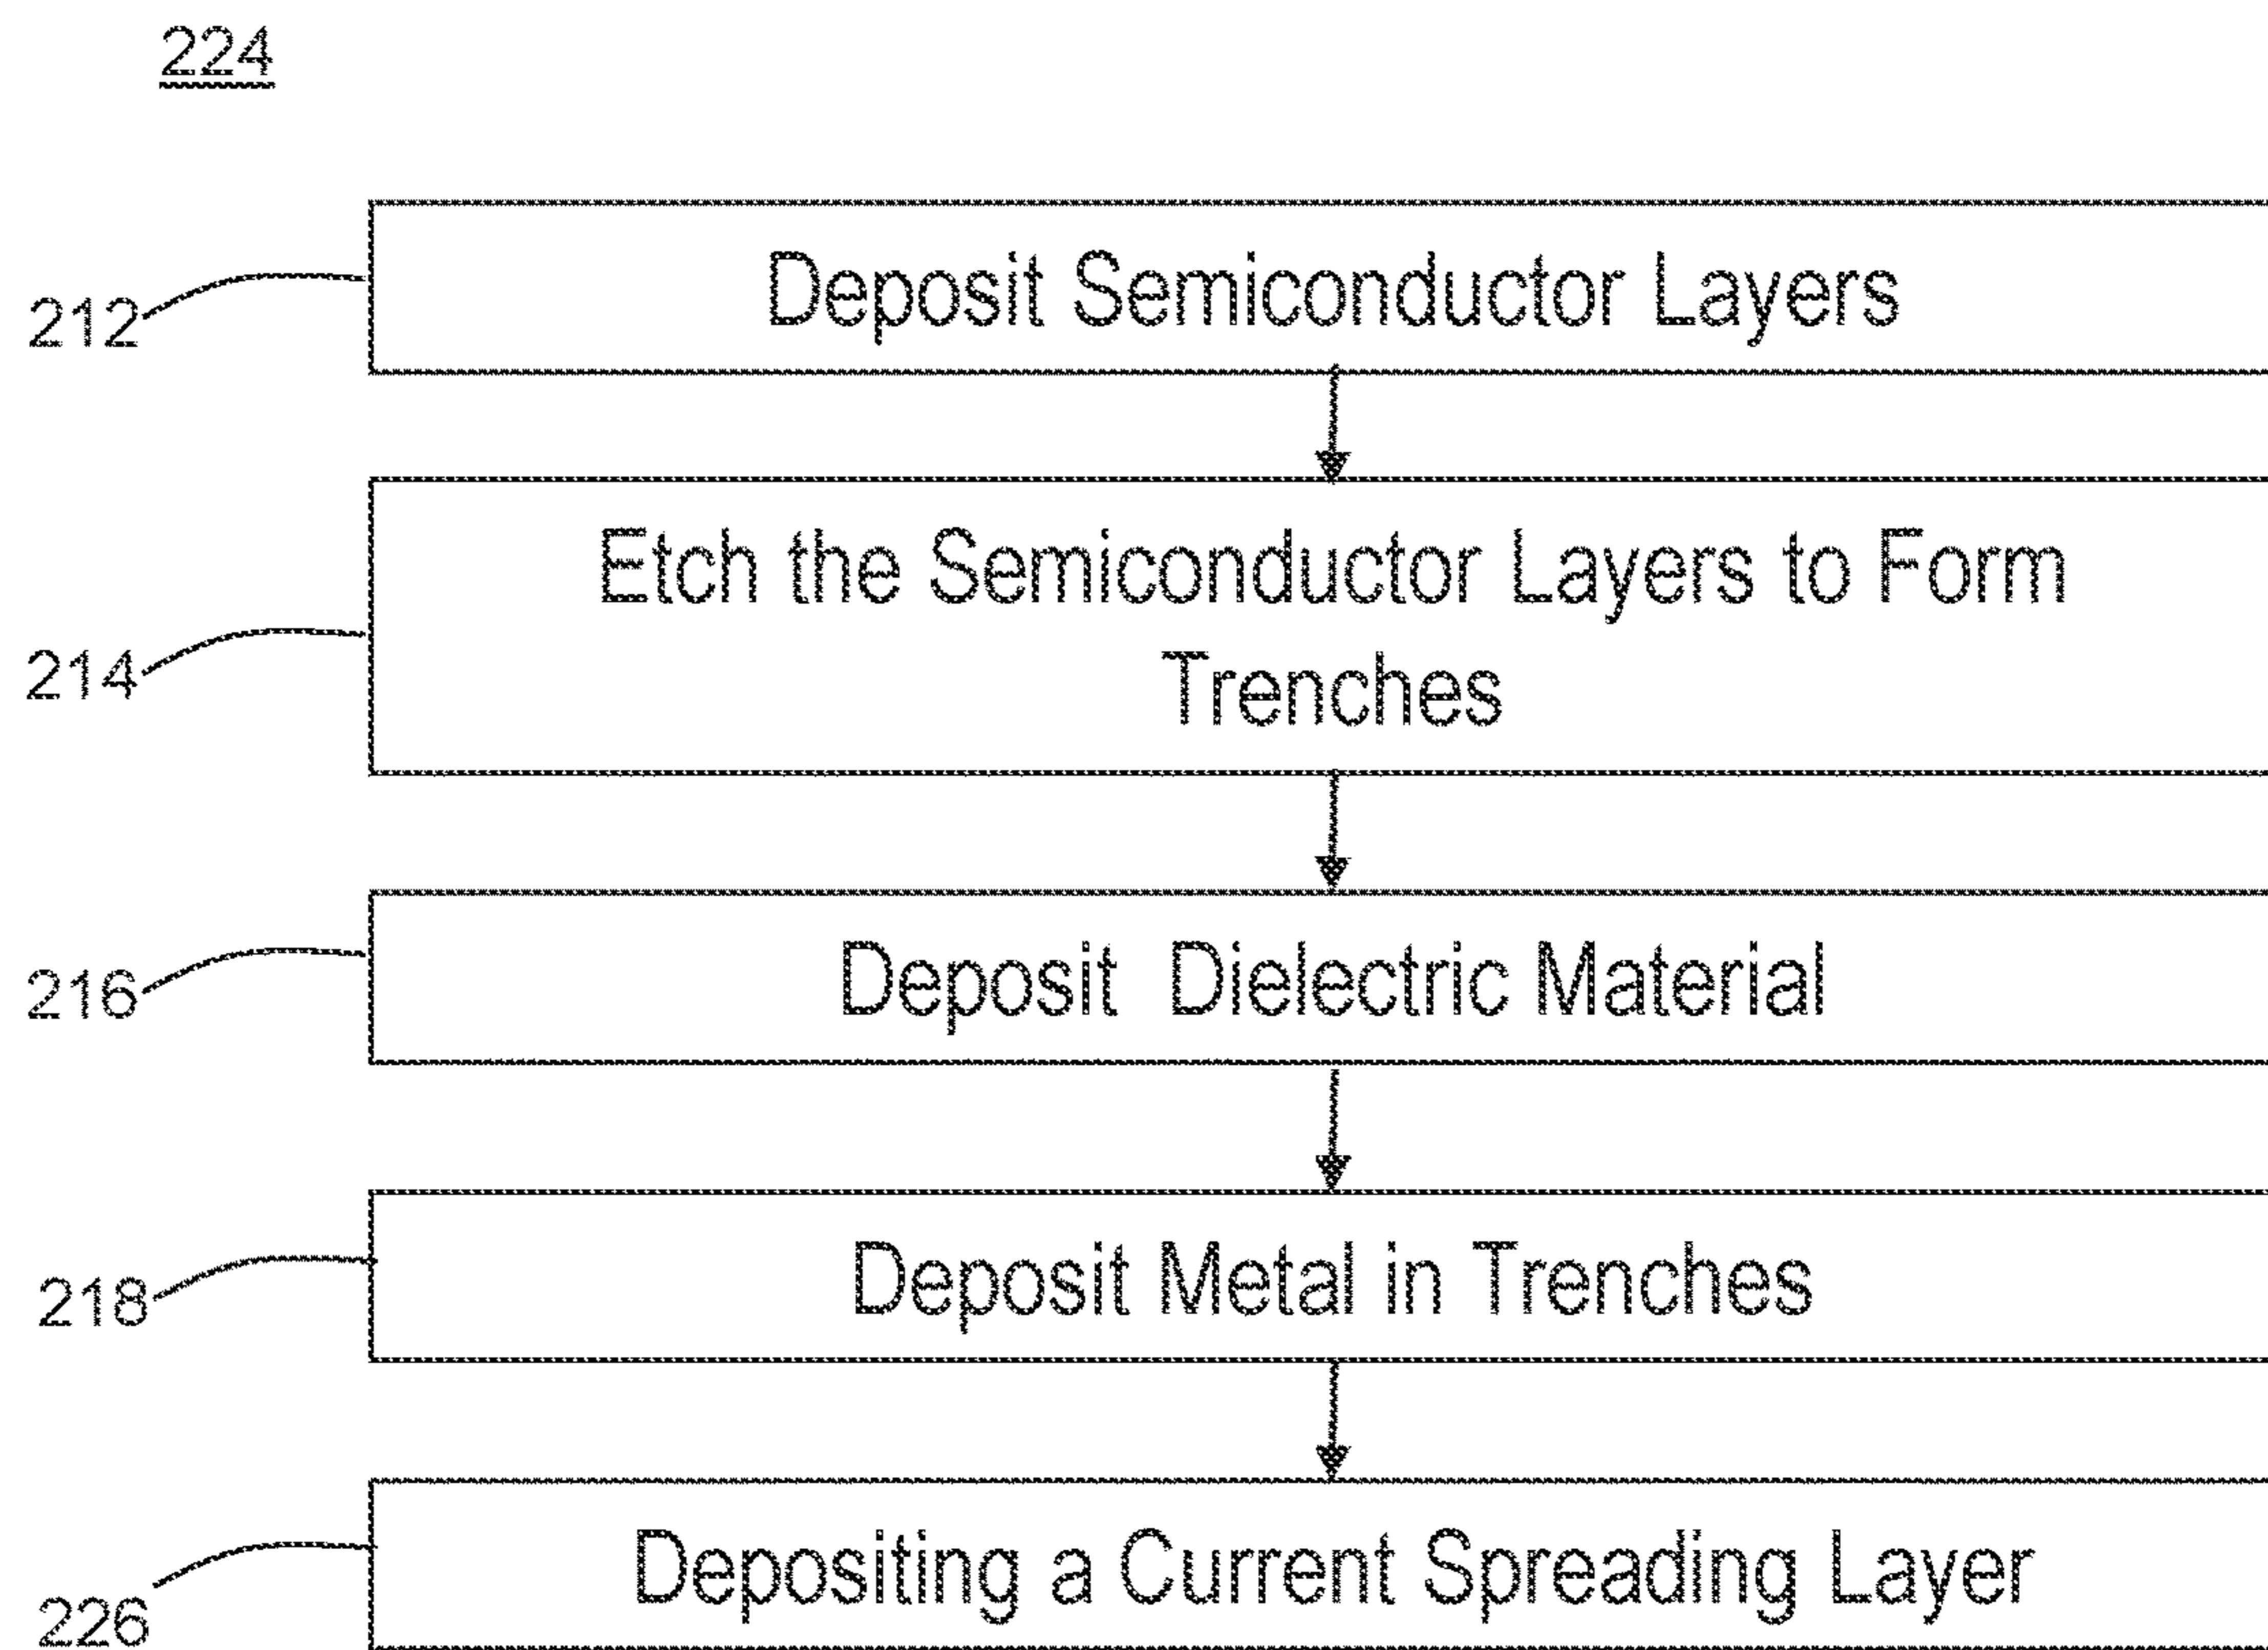 224
212
Deposit Semiconductor Layers
214
Etch the Semiconductor Layers to Form
Trenches
216
Deposit Dielectric Material
218
Deposit Metal in Trenches
226
Depositing a Current Spreading Layer